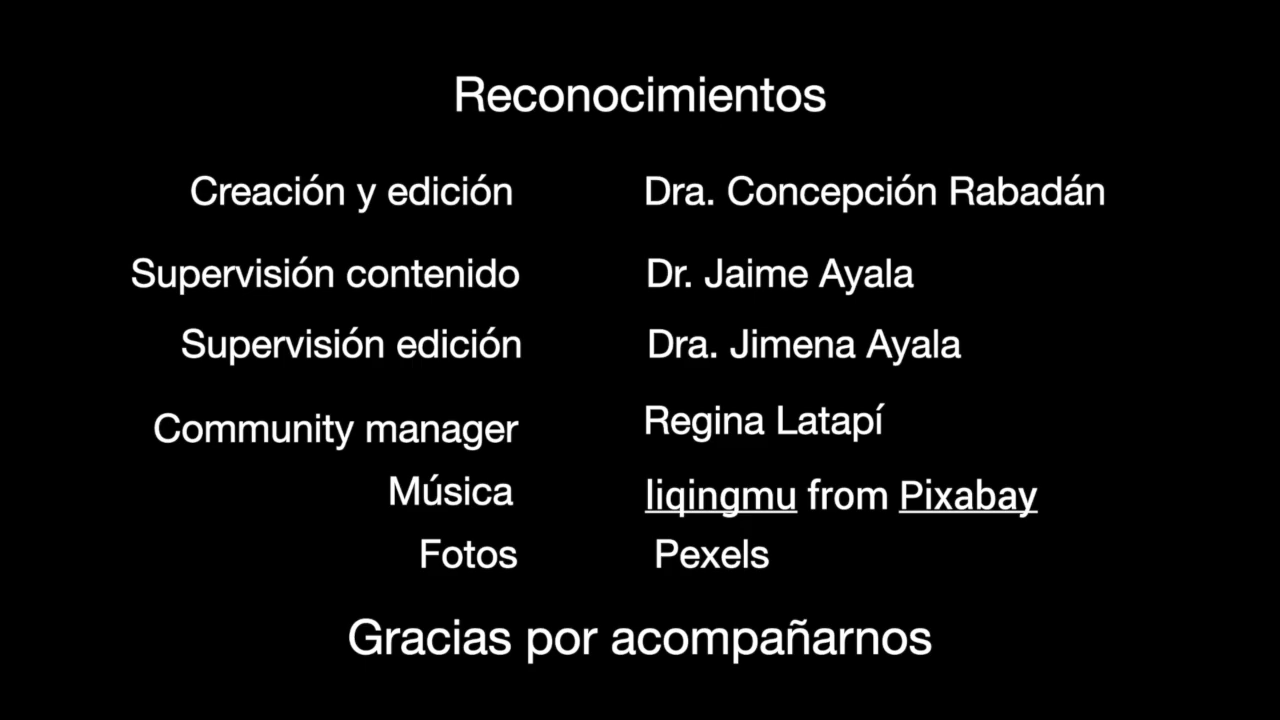 Reconocimientos
Creación y edición Dra. Concepción Rabadán
Supervisión contenido Dr. Jaime Ayala
Supervisión edición Dra. Jimena Ayala
Community manager Regina Latapí
Música liqingmu from Pixabay
Fotos Pexels
Gracias por acompañarnos